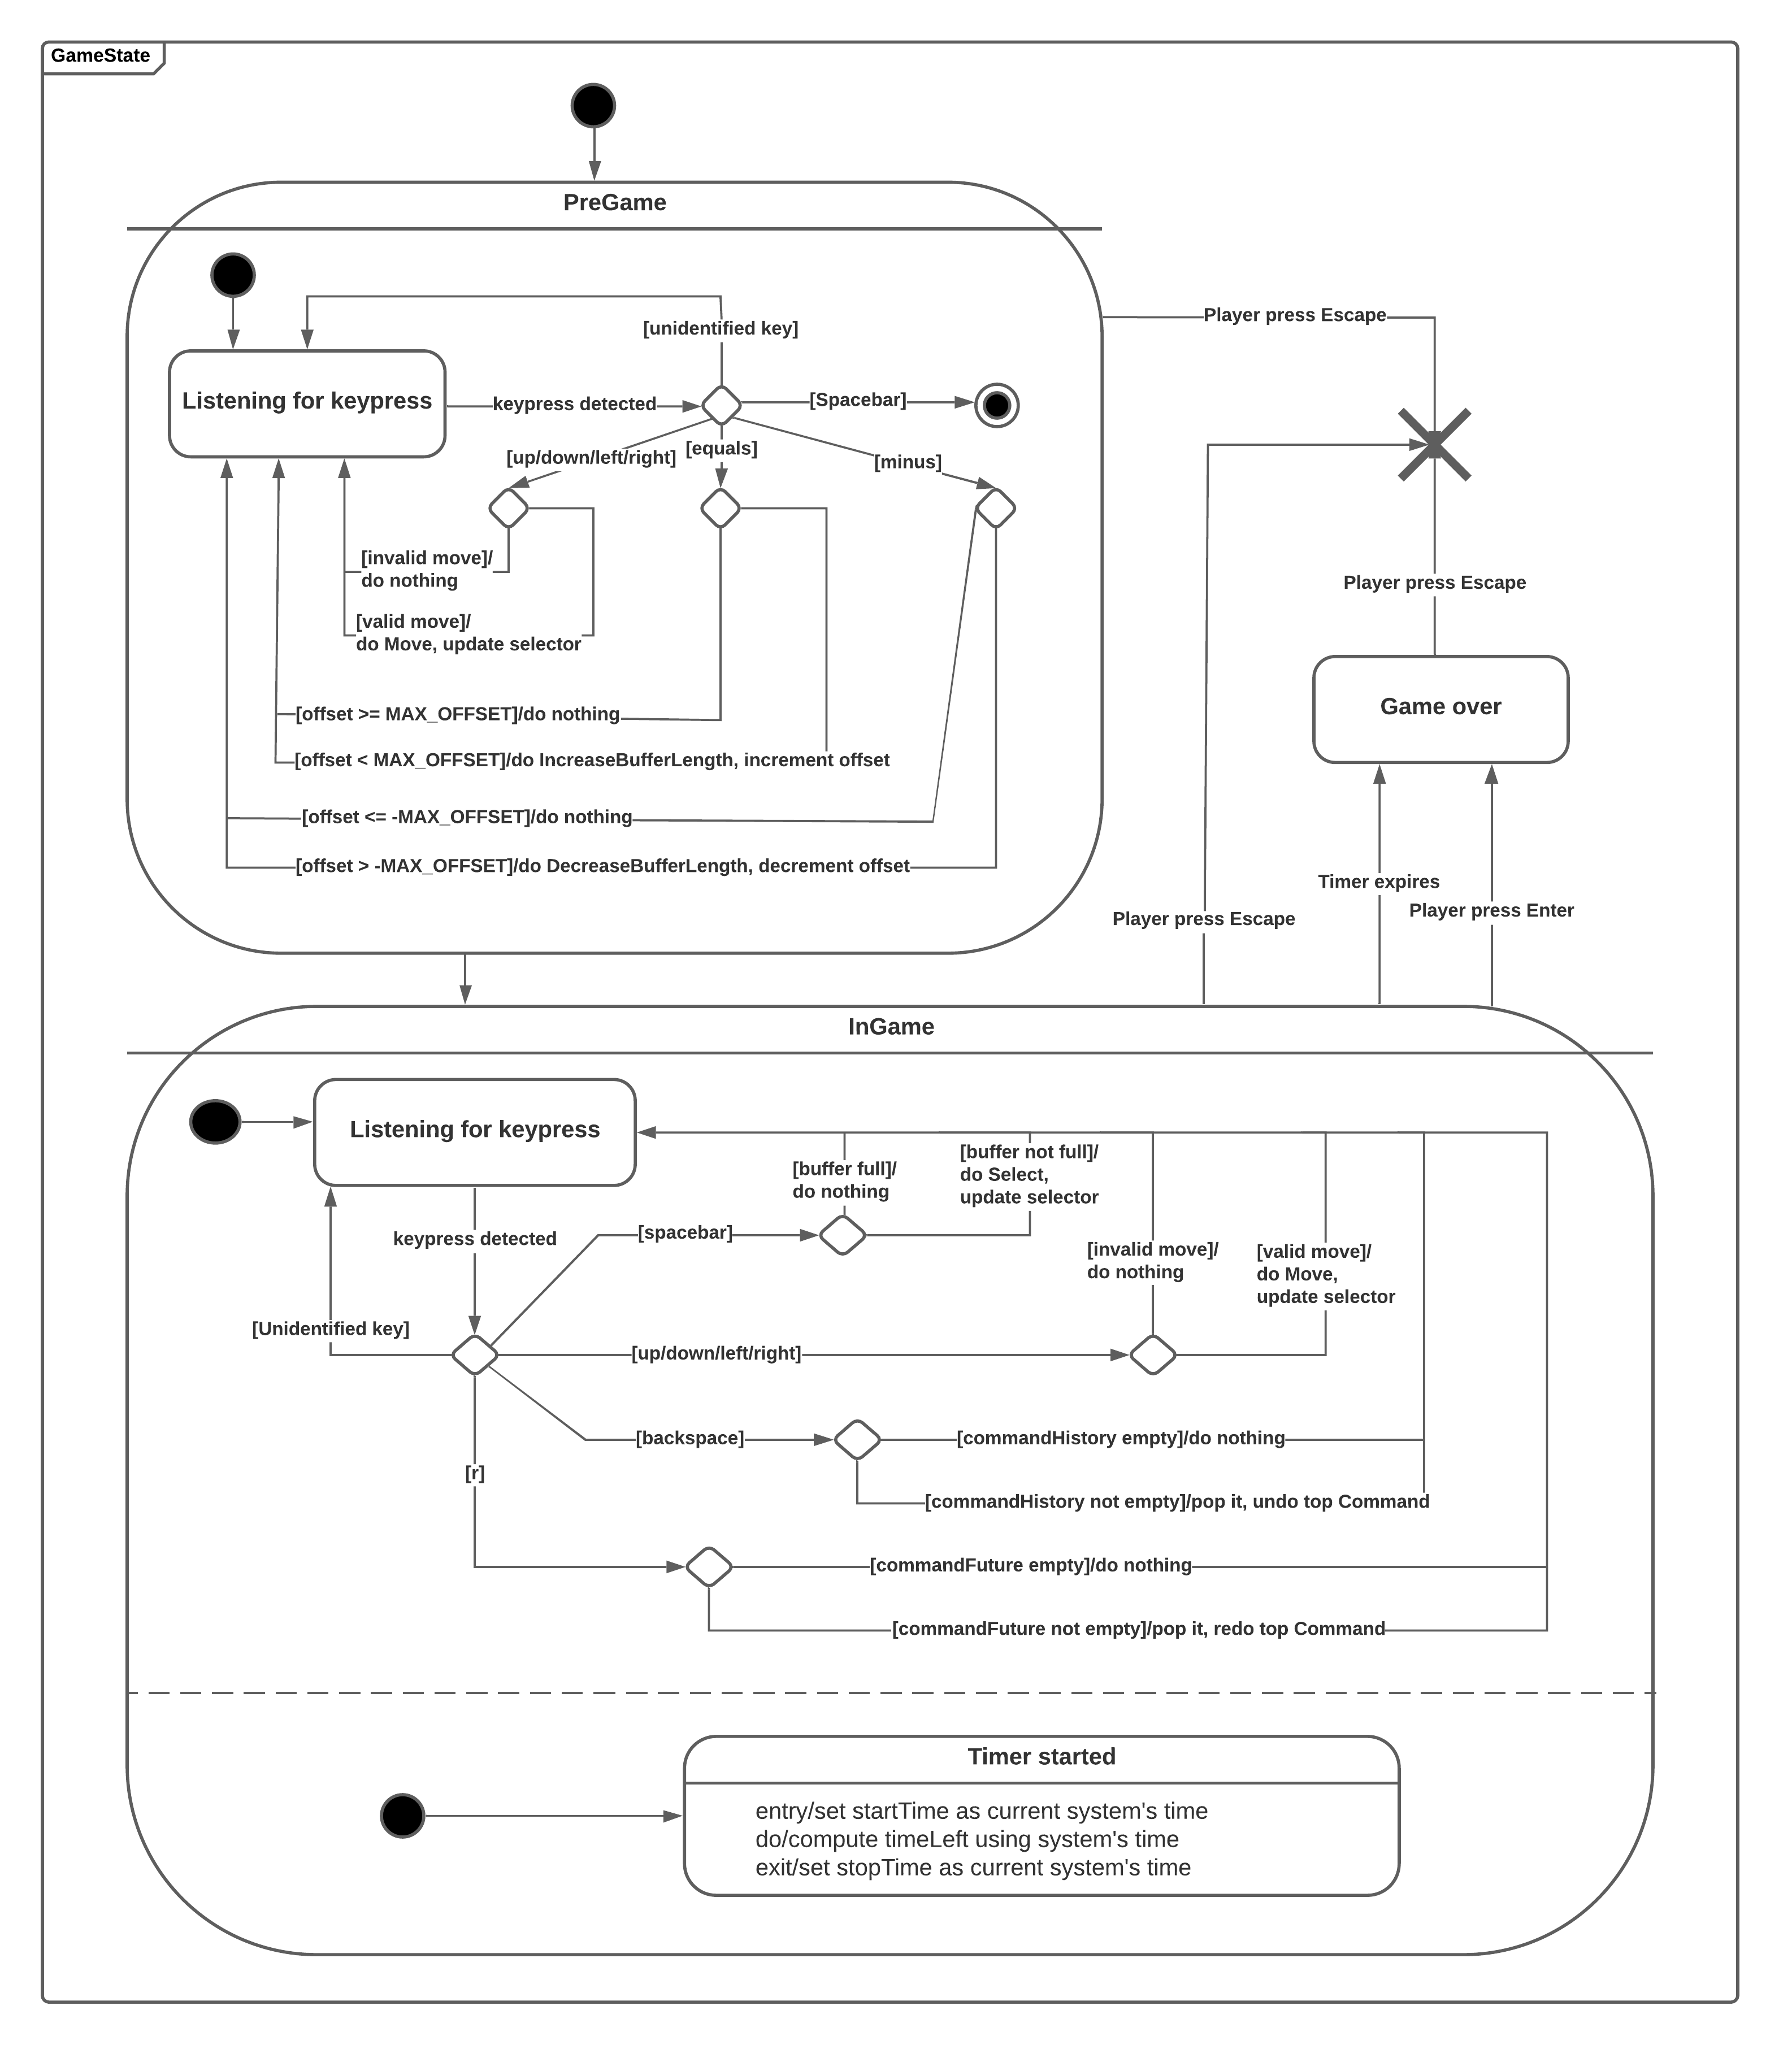 GameState
PreGame
Player press Escape
[unidentified key]
Listening for keypress
keypress detected
[Spacebar]
[up/down/left/right]
[equals]
[minus]
[invalid move]/
do nothing
[valid move]/
do Move, update selector
[offset >= MAX_OFFSET]/do nothing
[offset < MAX_OFFSET]/do IncreaseBufferLength, increment offset
[offset <= -MAX_OFFSET]/do nothing
[offset > -MAX_OFFSET]/do DecreaseBufferLength, decrement offset
Player press Escape
Game over
Timer expires
Player press Enter
Player press Escape
InGame
Listening for keypress
[buffer full]/
do nothing
[buffer not full]/
do Select,
update selector
keypress detected
[spacebar]
[invalid move]/
do nothing
[valid move]/
do Move,
update selector
[Unidentified key]
[up/down/left/right]
[backspace]
[commandHistory empty]/do nothing
[r]
[commandHistory not empty]/pop it, undo top Command
[commandFuture empty]/do nothing
[commandFuture not empty]/pop it, redo top Command
Timer started
entry/set startTime as current system's time
do/compute timeLeft using system's time
exit/set stopTime as current system's time